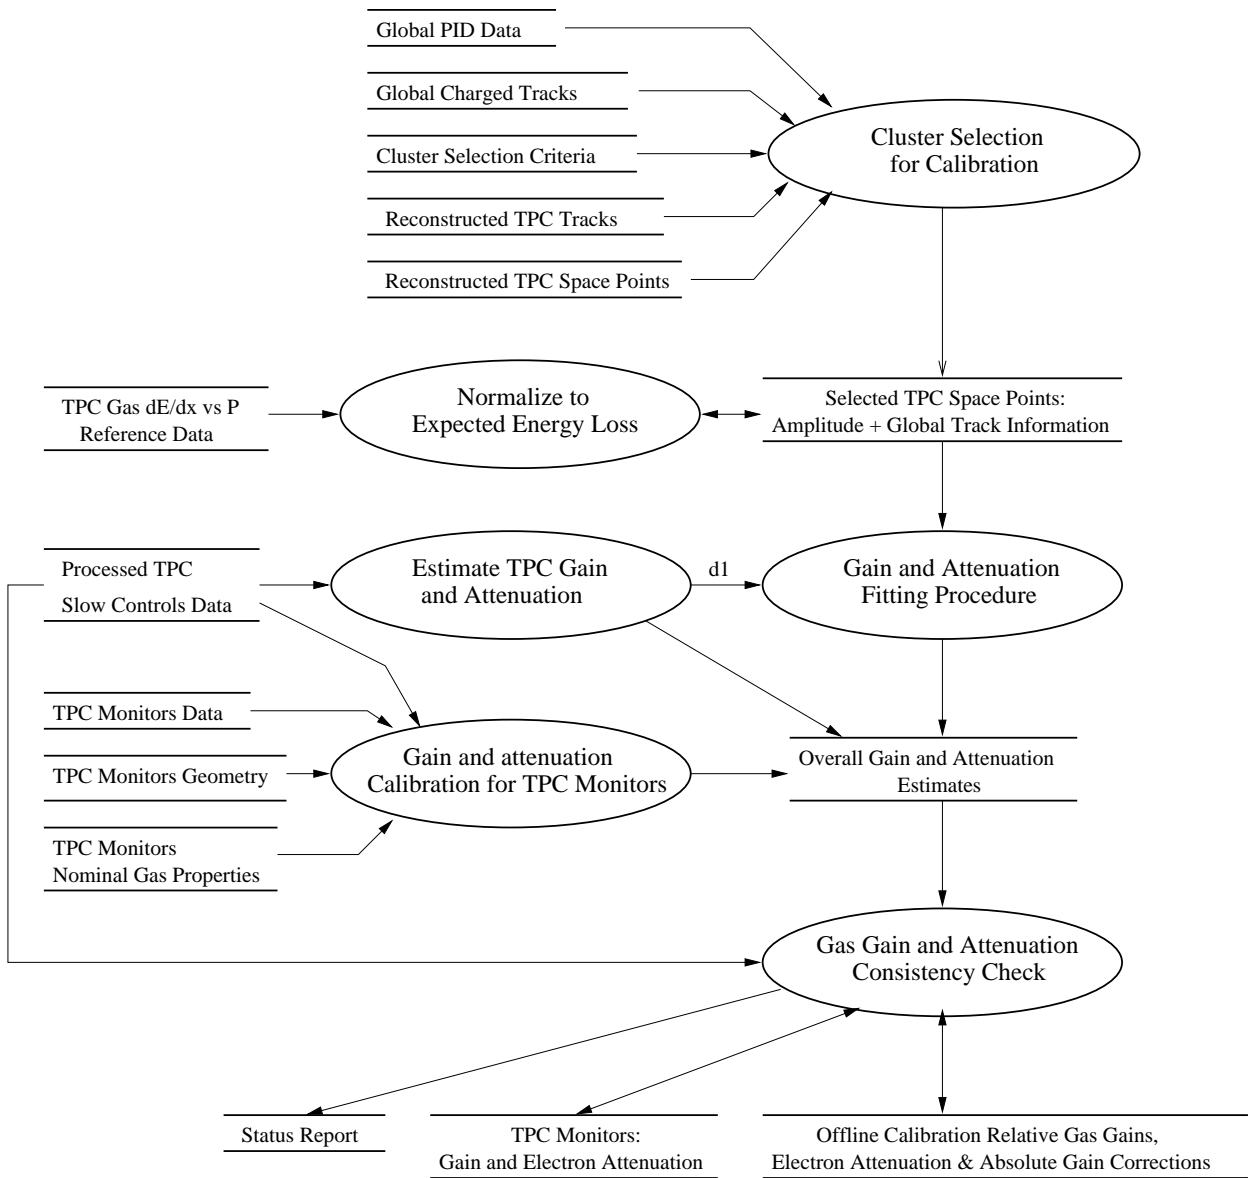 Global PID Data
Global Charged Tracks
Cluster Selection Criteria
Reconstructed TPC Tracks
Reconstructed TPC Space Points
Cluster Selection
for Calibration
TPC Gas dE/dx vs P
Reference Data
Normalize to
Expected Energy Loss
Selected TPC Space Points:
Amplitude + Global Track Information
Processed TPC
Slow Controls Data
Estimate TPC Gain
and Attenuation
d1
Gain and Attenuation
Fitting Procedure
TPC Monitors Data
TPC Monitors Geometry
TPC Monitors
Nominal Gas Properties
Gain and attenuation
Calibration for TPC Monitors
Overall Gain and Attenuation
Estimates
Gas Gain and Attenuation
Consistency Check
Status Report
TPC Monitors:
Gain and Electron Attenuation
Offline Calibration Relative Gas Gains,
Electron Attenuation & Absolute Gain Corrections